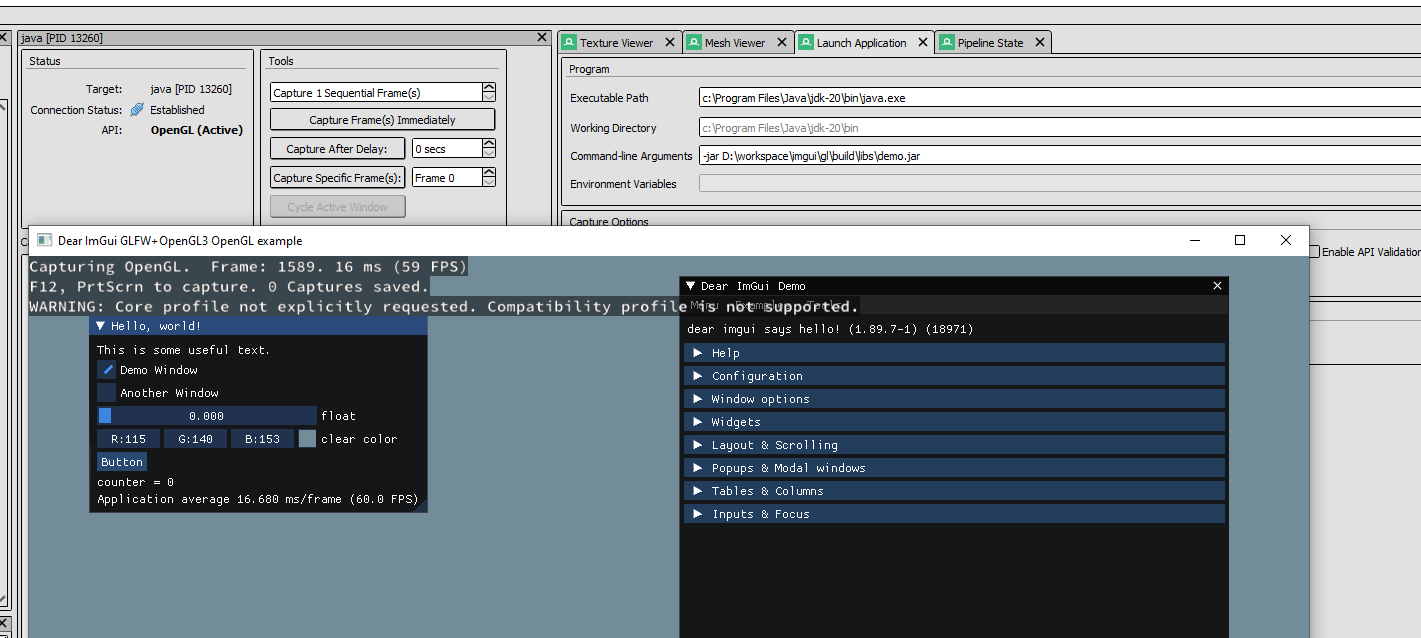 java [PID 13260]
Status
Target: java [PID 13260]
Connection Status: Established
API: OpenGL (Active)
Tools
Capture 1 Sequential Frame(s)
Capture Frame(s) Immediately
Capture After Delay: 0 secs
Capture Specific Frame(s): Frame 0
Cycle Active Window
Texture Viewer
Mesh Viewer
Launch Application
Pipeline State
Program
Executable Path c:\Program Files\Java\jdk-20\bin\java.exe
Working Directory c:\Program Files\Java\jdk-20\bin
Command-line Arguments -jar D:\workspace\imgui\gl\build\libs\demo.jar
Environment Variables
Capture Options
Enable API Validation
Dear ImGui GLFW+OpenGL3 OpenGL example
Capturing OpenGL. Frame: 1589. 16 ms (59 FPS)
F12, PrtScrn to capture. 0 Captures saved.
WARNING: Core profile not explicitly requested. Compatibility profile is not supported.
Hello, world!
This is some useful text.
Demo Window
Another Window
0.000 float
R:115 G:140 B:153 clear color
Button
counter = 0
Application average 16.680 ms/frame (60.0 FPS)
Dear ImGui Demo
dear imgui says hello! (1.89.7-1) (18971)
Help
Configuration
Window options
Widgets
Layout & Scrolling
Popups & Modal windows
Tables & Columns
Inputs & Focus